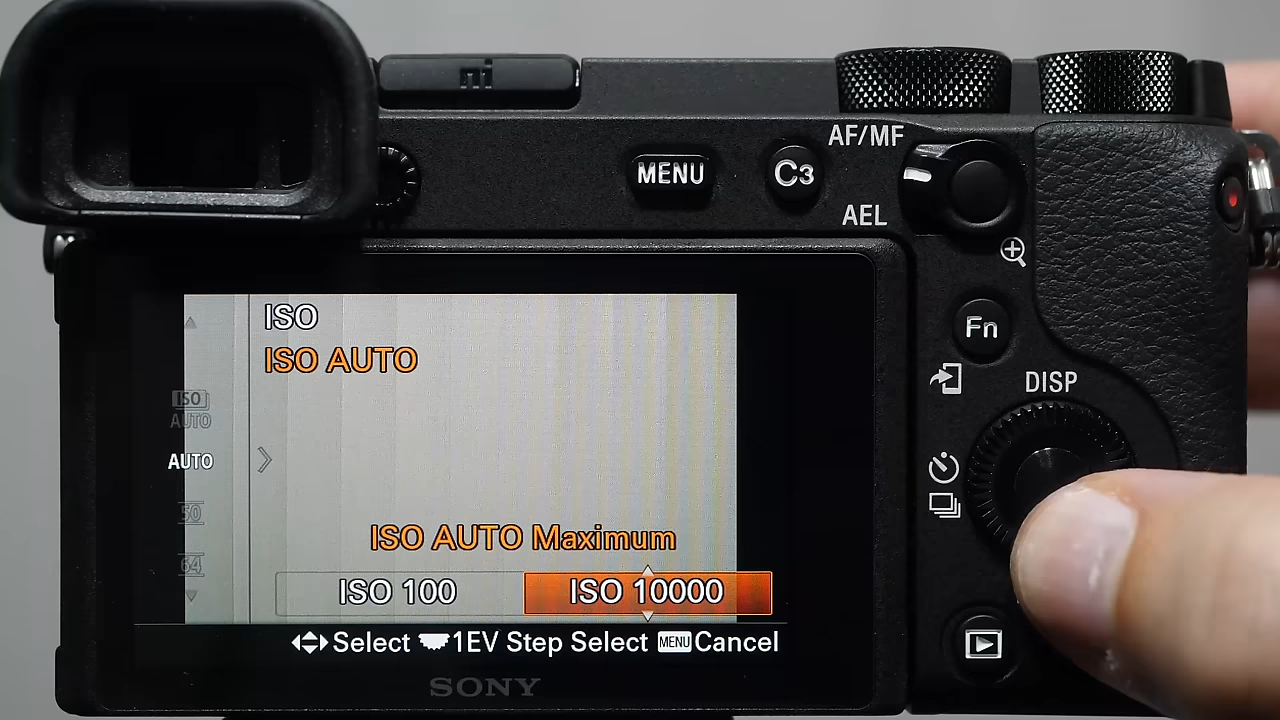 mi
MENU
C3
AF/MF
AEL
ISO
ISO AUTO
ISO
AUTO
AUTO
50
64
ISO AUTO Maximum
ISO 100
ISO 10000
Select 1EV Step Select MENU Cancel
SONY
Fn
DISP